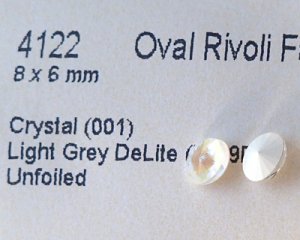 4122 Oval Rivoli
8 x 6 mm
Crystal (001)
Light Grey DeLite
Unfoiled